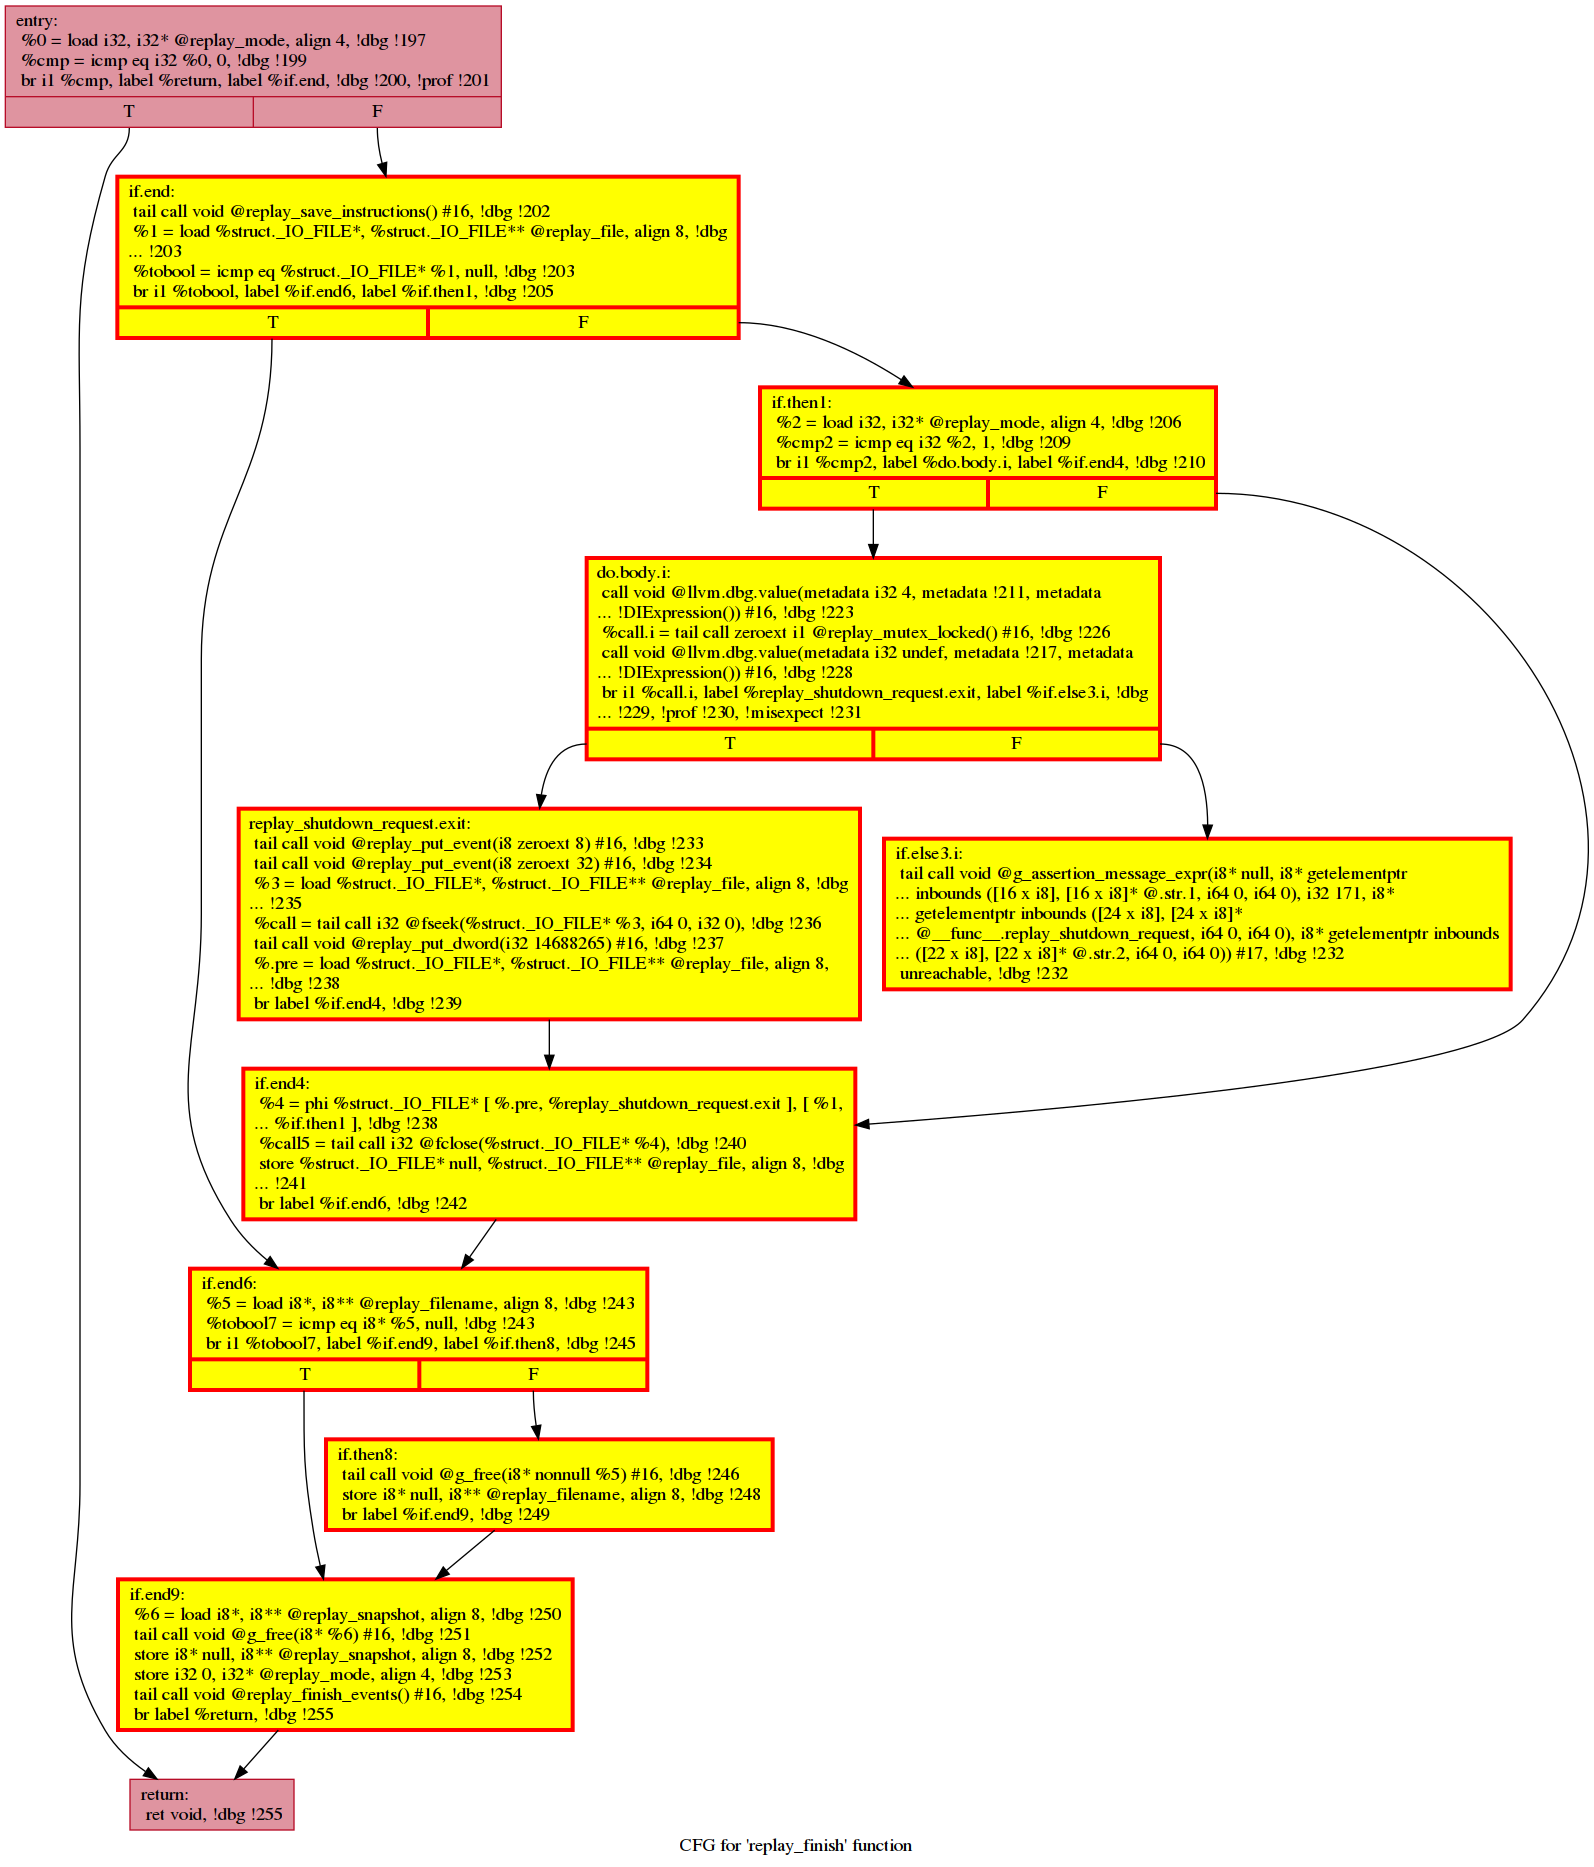 entry:
%0 = load i32, i32* @replay_mode, align 4, !dbg !197
%cmp = icmp eq i32 %0, 0, !dbg !199
br i1 %cmp, label %return, label %if.end, !dbg !200, !prof !201
T
F
if.end:
tail call void @replay_save_instructions() #16, !dbg !202
%1 = load %struct._IO_FILE*, %struct._IO_FILE** @replay_file, align 8, !dbg
... !203
%tobool = icmp eq %struct._IO_FILE* %1, null, !dbg !203
br i1 %tobool, label %if.end6, label %if.then1, !dbg !205
T
F
if.then1:
%2 = load i32, i32* @replay_mode, align 4, !dbg !206
%cmp2 = icmp eq i32 %2, 1, !dbg !209
br i1 %cmp2, label %do.body.i, label %if.end4, !dbg !210
T
F
do.body.i:
call void @llvm.dbg.value(metadata i32 4, metadata !211, metadata
... !DIExpression()) #16, !dbg !223
%call.i = tail call zeroext i1 @replay_mutex_locked() #16, !dbg !226
call void @llvm.dbg.value(metadata i32 undef, metadata !217, metadata
... !DIExpression()) #16, !dbg !228
br i1 %call.i, label %replay_shutdown_request.exit, label %if.else3.i, !dbg
... !229, !prof !230, !misexpect !231
T
F
replay_shutdown_request.exit:
tail call void @replay_put_event(i8 zeroext 8) #16, !dbg !233
tail call void @replay_put_event(i8 zeroext 32) #16, !dbg !234
%3 = load %struct._IO_FILE*, %struct._IO_FILE** @replay_file, align 8, !dbg
... !235
%call = tail call i32 @fseek(%struct._IO_FILE* %3, i64 0, i32 0), !dbg !236
tail call void @replay_put_dword(i32 14688265) #16, !dbg !237
%.pre = load %struct._IO_FILE*, %struct._IO_FILE** @replay_file, align 8,
... !dbg !238
br label %if.end4, !dbg !239
if.else3.i:
tail call void @g_assertion_message_expr(i8* null, i8* getelementptr
... inbounds ([16 x i8], [16 x i8]* @.str.1, i64 0, i64 0), i32 171, i8*
... getelementptr inbounds ([24 x i8], [24 x i8]*
... @__func__.replay_shutdown_request, i64 0, i64 0), i8* getelementptr inbounds
... ([22 x i8], [22 x i8]* @.str.2, i64 0, i64 0)) #17, !dbg !232
unreachable, !dbg !232
if.end4:
%4 = phi %struct._IO_FILE* [ %.pre, %replay_shutdown_request.exit ], [ %1,
... %if.then1 ], !dbg !238
%call5 = tail call i32 @fclose(%struct._IO_FILE* %4), !dbg !240
store %struct._IO_FILE* null, %struct._IO_FILE** @replay_file, align 8, !dbg
... !241
br label %if.end6, !dbg !242
if.end6:
%5 = load i8*, i8** @replay_filename, align 8, !dbg !243
%tobool7 = icmp eq i8* %5, null, !dbg !243
br i1 %tobool7, label %if.end9, label %if.then8, !dbg !245
T
F
if.then8:
tail call void @g_free(i8* nonnull %5) #16, !dbg !246
store i8* null, i8** @replay_filename, align 8, !dbg !248
br label %if.end9, !dbg !249
if.end9:
%6 = load i8*, i8** @replay_snapshot, align 8, !dbg !250
tail call void @g_free(i8* %6) #16, !dbg !251
store i8* null, i8** @replay_snapshot, align 8, !dbg !252
store i32 0, i32* @replay_mode, align 4, !dbg !253
tail call void @replay_finish_events() #16, !dbg !254
br label %return, !dbg !255
return:
ret void, !dbg !255
CFG for 'replay_finish' function